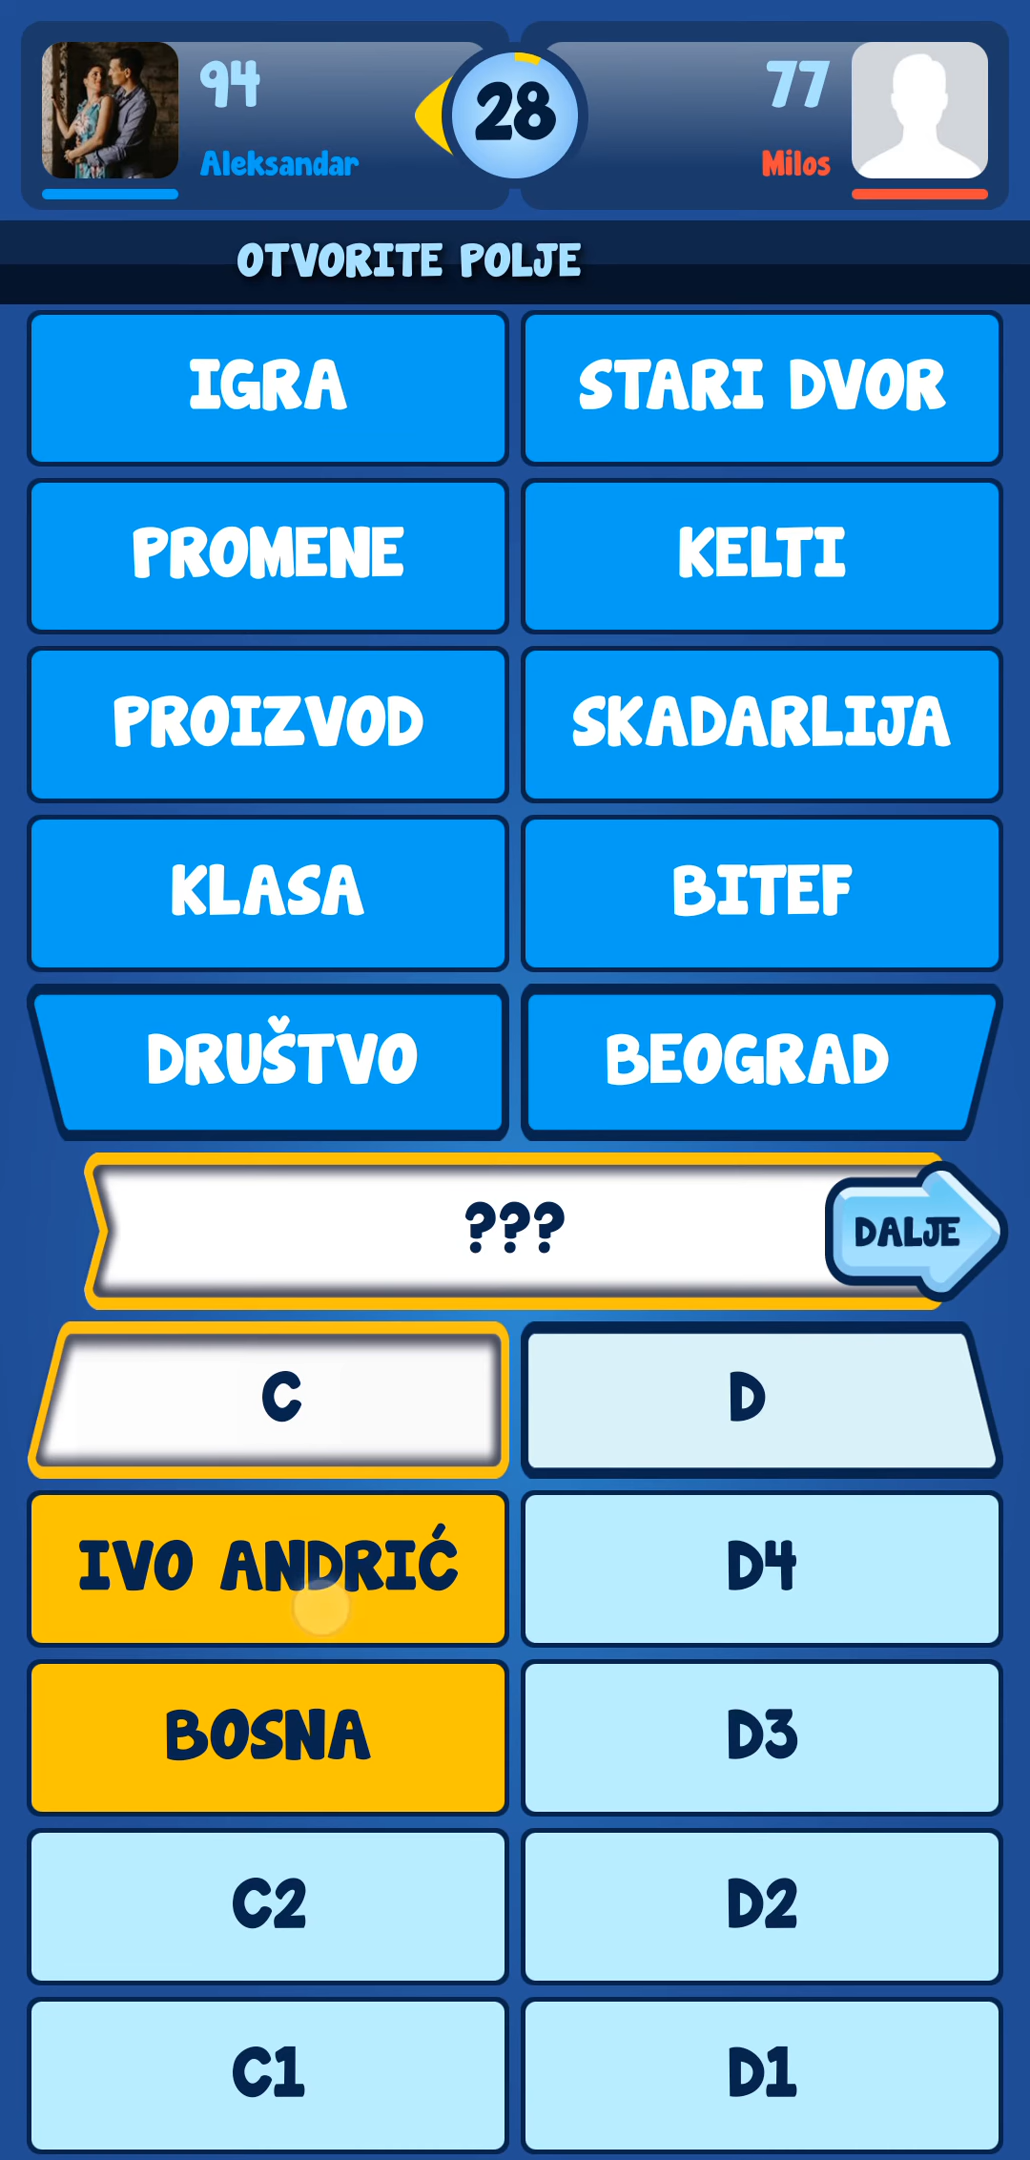 94
28
77
Aleksandar
Milos
OTVORITE POLJE
IGRA
STARI DVOR
PROMENE
KELTI
PROIZVOD
SKADARLIJA
KLASA
BITEF
DRUŠTVO
BEOGRAD
???
DALJE
C
D
IVO ANDRIĆ
D4
BOSNA
D3
C2
D2
C1
D1